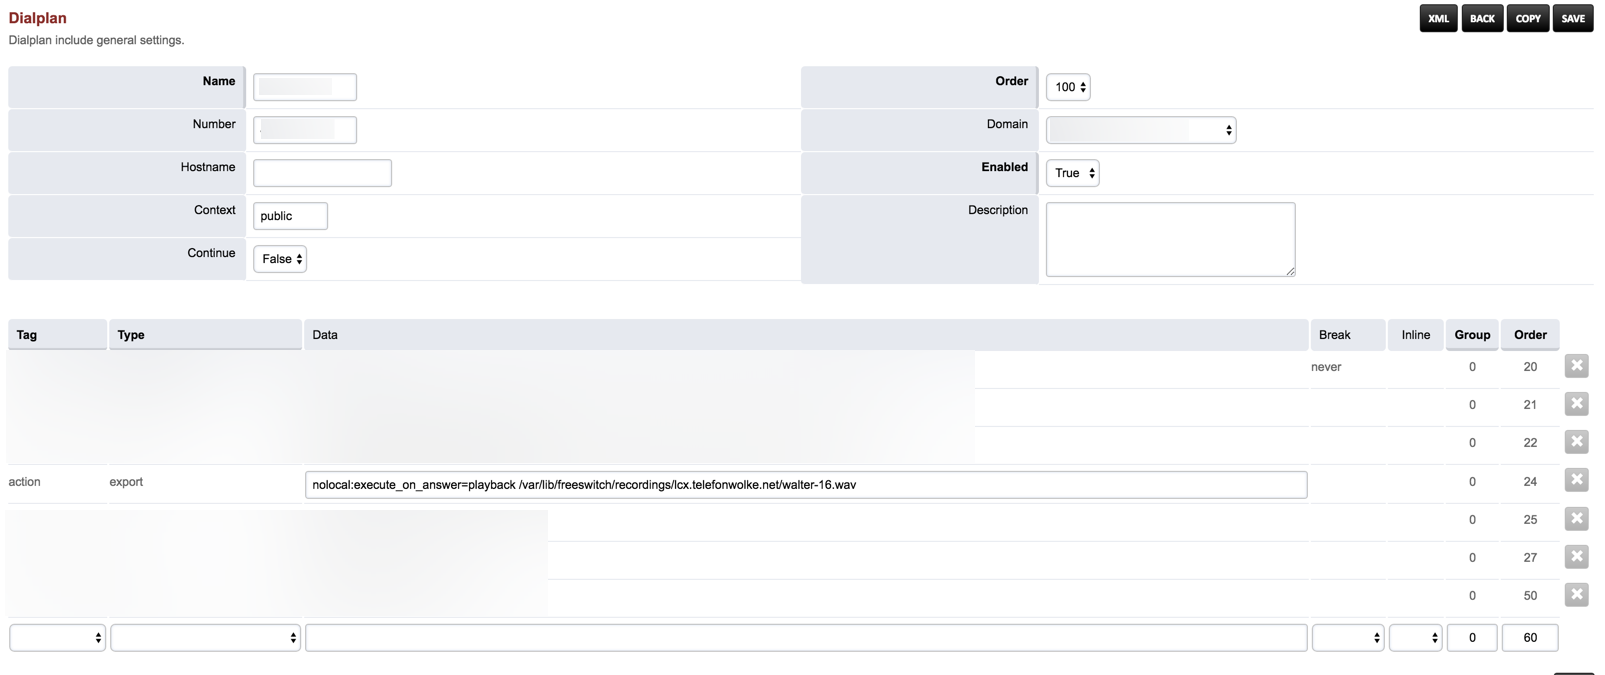 Dialplan
XML BACK COPY SAVE
Dialplan include general settings.
Name
Order 100
Number
Domain
Hostname
Enabled True
Context public
Description
Continue False
Tag Type Data Break Inline Group Order
never 0 20
0 21
0 22
action export nolocal:execute_on_answer=playback /var/lib/freeswitch/recordings/lcx.telefonwolke.net/walter-16.wav 0 24
0 25
0 27
0 50
0 60